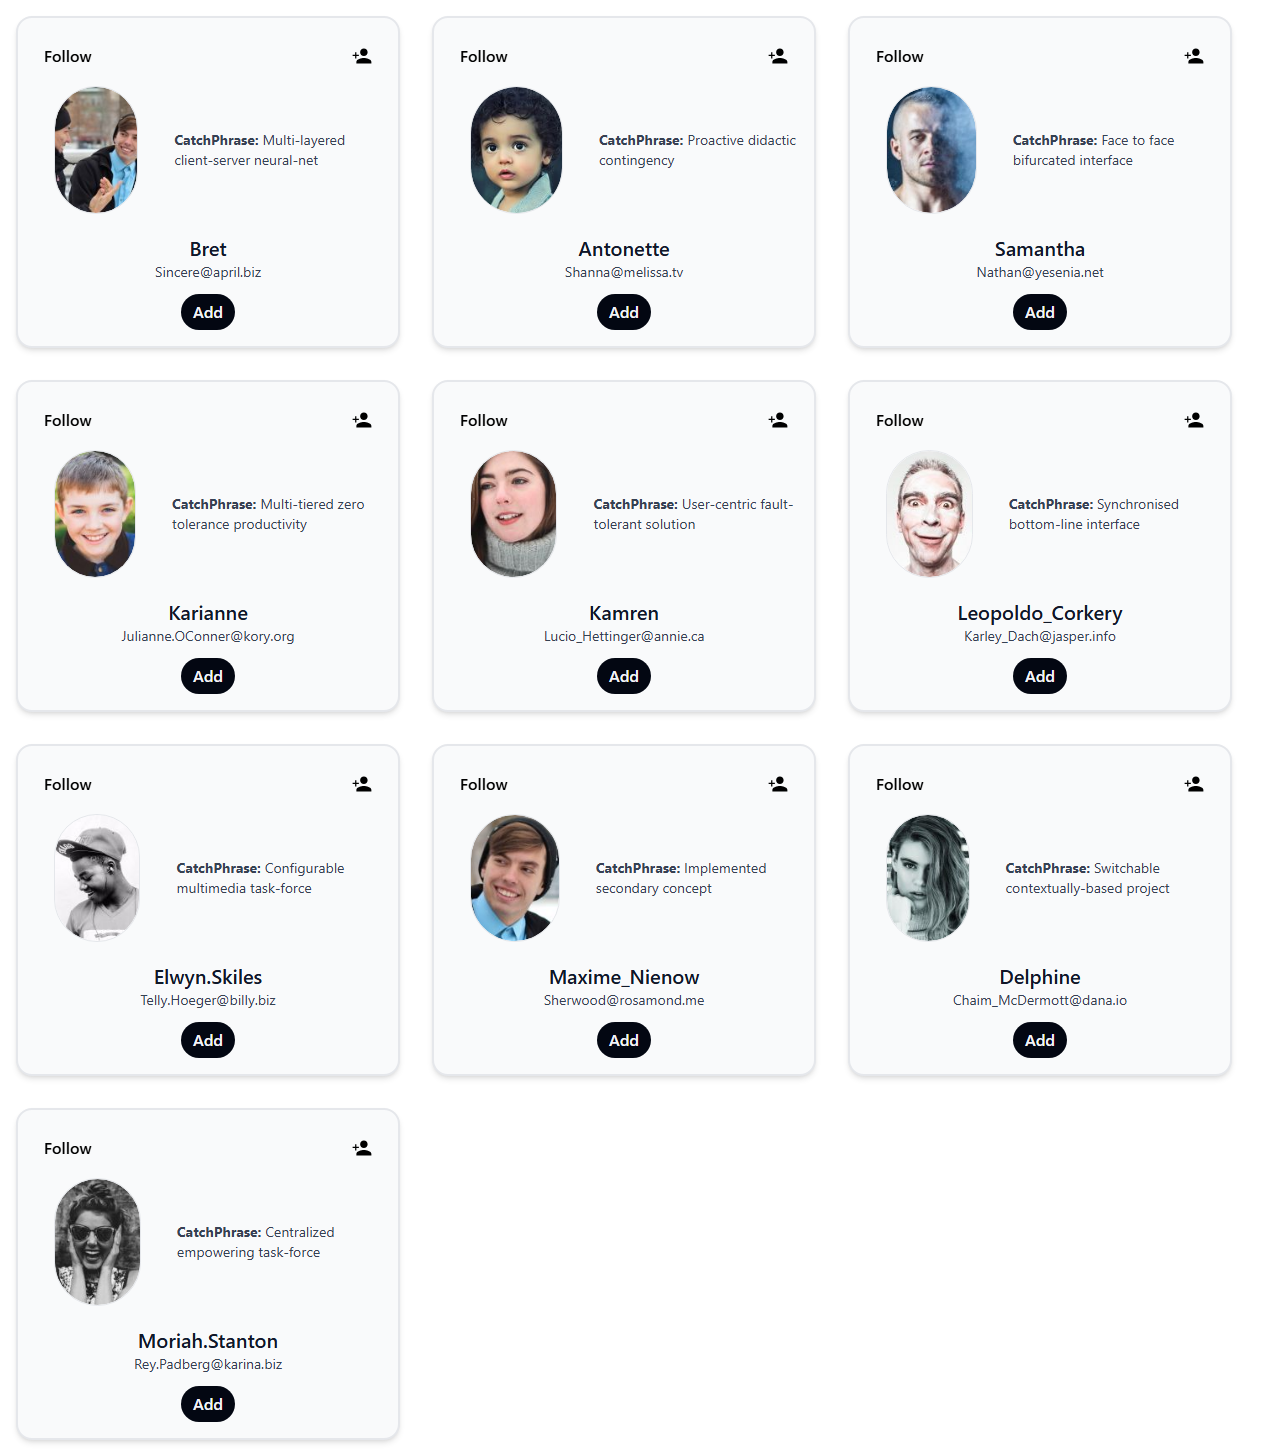 Follow
CatchPhrase: Multi-layered
client-server neural-net
Bret
Sincere@april.biz
Add
Follow
CatchPhrase: Proactive didactic
contingency
Antonette
Shanna@melissa.tv
Add
Follow
CatchPhrase: Face to face
bifurcated interface
Samantha
Nathan@yesenia.net
Add
Follow
CatchPhrase: Multi-tiered zero
tolerance productivity
Karianne
Julianne.OConner@kory.org
Add
Follow
CatchPhrase: User-centric fault-
tolerant solution
Kamren
Lucio_Hettinger@annie.ca
Add
Follow
CatchPhrase: Synchronised
bottom-line interface
Leopoldo_Corkery
Karley_Dach@jasper.info
Add
Follow
CatchPhrase: Configurable
multimedia task-force
Elwyn.Skiles
Telly.Hoeger@billy.biz
Add
Follow
CatchPhrase: Implemented
secondary concept
Maxime_Nienow
Sherwood@rosamond.me
Add
Follow
CatchPhrase: Switchable
contextually-based project
Delphine
Chaim_McDermott@dana.io
Add
Follow
CatchPhrase: Centralized
empowering task-force
Moriah.Stanton
Rey.Padberg@karina.biz
Add